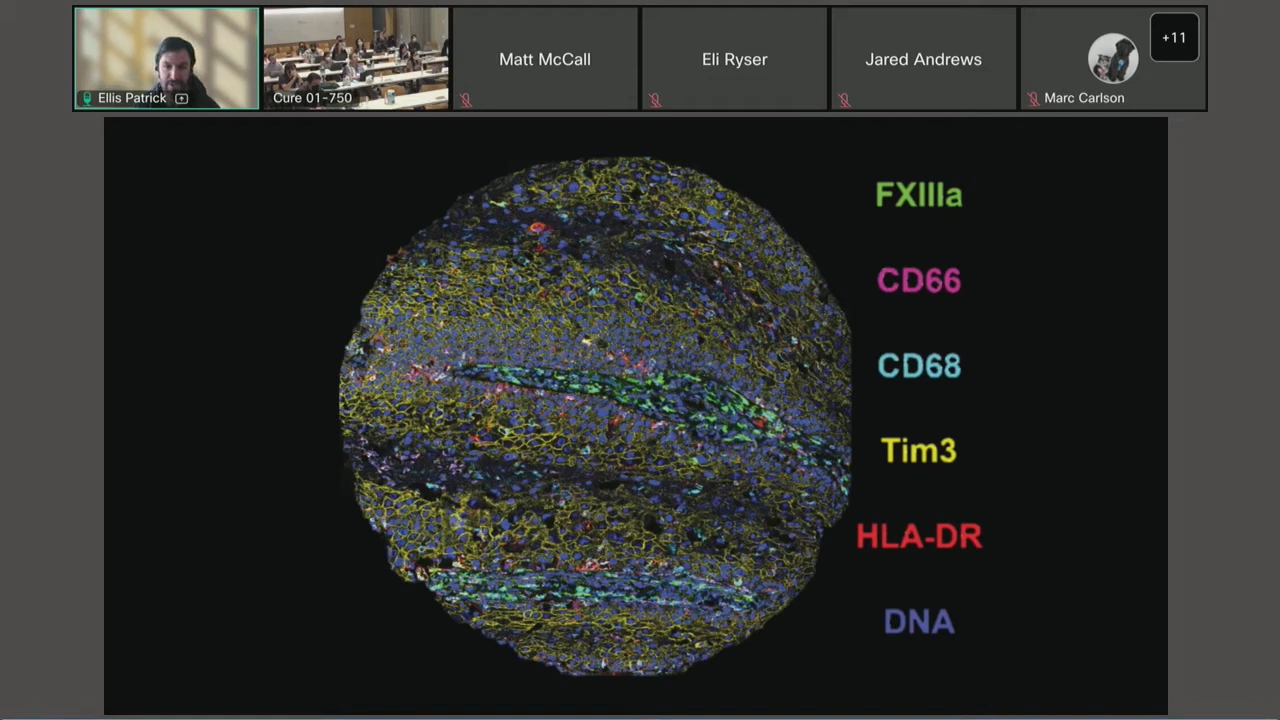 Ellis Patrick
Cure 01-750
Matt McCall
Eli Ryser
Jared Andrews
Marc Carlson
+11
FXIIIa
CD66
CD68
Tim3
HLA-DR
DNA